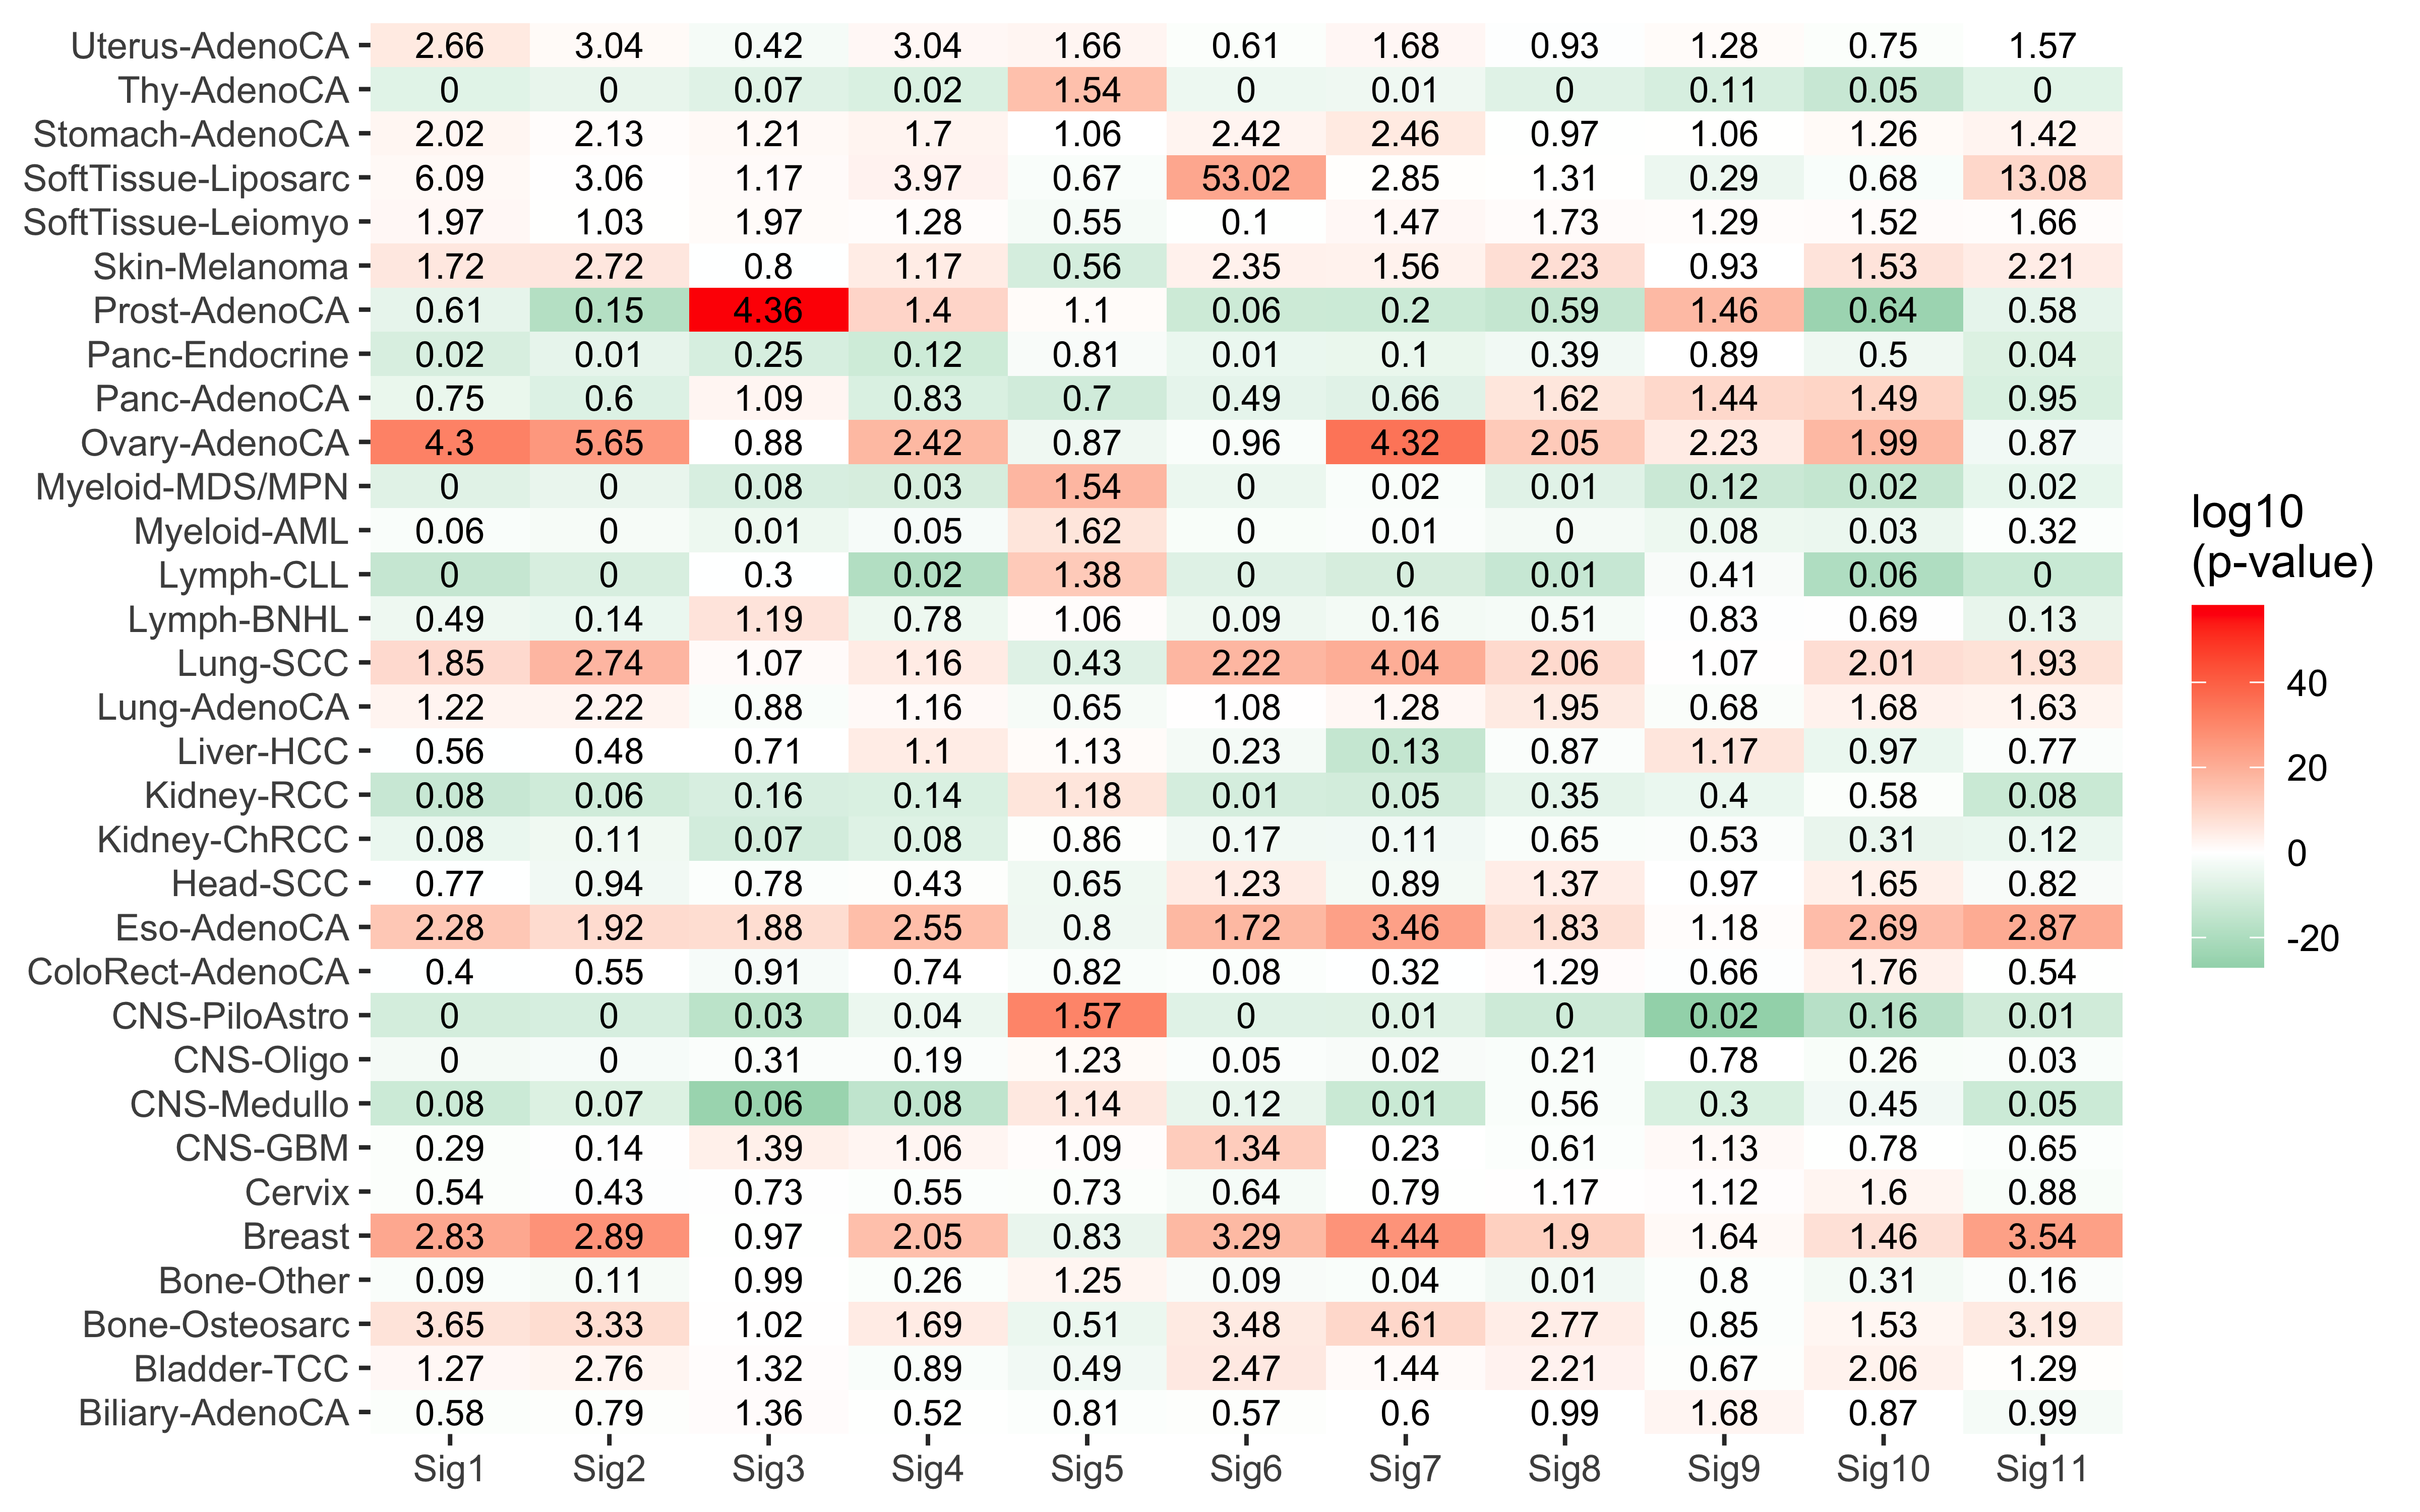 Uterus-AdenoCA 2.66 3.04 0.42 3.04 1.66 0.61 1.68 0.93 1.28 0.75 1.57
Thy-AdenoCA 0 0 0.07 0.02 1.54 0 0.01 0 0.11 0.05 0
Stomach-AdenoCA 2.02 2.13 1.21 1.7 1.06 2.42 2.46 0.97 1.06 1.26 1.42
SoftTissue-Liposarc 6.09 3.06 1.17 3.97 0.67 53.02 2.85 1.31 0.29 0.68 13.08
SoftTissue-Leiomyo 1.97 1.03 1.97 1.28 0.55 0.1 1.47 1.73 1.29 1.52 1.66
Skin-Melanoma 1.72 2.72 0.8 1.17 0.56 2.35 1.56 2.23 0.93 1.53 2.21
Prost-AdenoCA 0.61 0.15 4.36 1.4 1.1 0.06 0.2 0.59 1.46 0.64 0.58
Panc-Endocrine 0.02 0.01 0.25 0.12 0.81 0.01 0.1 0.39 0.89 0.5 0.04
Panc-AdenoCA 0.75 0.6 1.09 0.83 0.7 0.49 0.66 1.62 1.44 1.49 0.95
Ovary-AdenoCA 4.3 5.65 0.88 2.42 0.87 0.96 4.32 2.05 2.23 1.99 0.87
Myeloid-MDS/MPN 0 0 0.08 0.03 1.54 0 0.02 0.01 0.12 0.02 0.02
Myeloid-AML 0.06 0 0.01 0.05 1.62 0 0.01 0 0.08 0.03 0.32
Lymph-CLL 0 0 0.3 0.02 1.38 0 0 0.01 0.41 0.06 0
Lymph-BNHL 0.49 0.14 1.19 0.78 1.06 0.09 0.16 0.51 0.83 0.69 0.13
Lung-SCC 1.85 2.74 1.07 1.16 0.43 2.22 4.04 2.06 1.07 2.01 1.93
Lung-AdenoCA 1.22 2.22 0.88 1.16 0.65 1.08 1.28 1.95 0.68 1.68 1.63
Liver-HCC 0.56 0.48 0.71 1.1 1.13 0.23 0.13 0.87 1.17 0.97 0.77
Kidney-RCC 0.08 0.06 0.16 0.14 1.18 0.01 0.05 0.35 0.4 0.58 0.08
Kidney-ChRCC 0.08 0.11 0.07 0.08 0.86 0.17 0.11 0.65 0.53 0.31 0.12
Head-SCC 0.77 0.94 0.78 0.43 0.65 1.23 0.89 1.37 0.97 1.65 0.82
Eso-AdenoCA 2.28 1.92 1.88 2.55 0.8 1.72 3.46 1.83 1.18 2.69 2.87
ColoRect-AdenoCA 0.4 0.55 0.91 0.74 0.82 0.08 0.32 1.29 0.66 1.76 0.54
CNS-PiloAstro 0 0 0.03 0.04 1.57 0 0.01 0 0.02 0.16 0.01
CNS-Oligo 0 0 0.31 0.19 1.23 0.05 0.02 0.21 0.78 0.26 0.03
CNS-Medullo 0.08 0.07 0.06 0.08 1.14 0.12 0.01 0.56 0.3 0.45 0.05
CNS-GBM 0.29 0.14 1.39 1.06 1.09 1.34 0.23 0.61 1.13 0.78 0.65
Cervix 0.54 0.43 0.73 0.55 0.73 0.64 0.79 1.17 1.12 1.6 0.88
Breast 2.83 2.89 0.97 2.05 0.83 3.29 4.44 1.9 1.64 1.46 3.54
Bone-Other 0.09 0.11 0.99 0.26 1.25 0.09 0.04 0.01 0.8 0.31 0.16
Bone-Osteosarc 3.65 3.33 1.02 1.69 0.51 3.48 4.61 2.77 0.85 1.53 3.19
Bladder-TCC 1.27 2.76 1.32 0.89 0.49 2.47 1.44 2.21 0.67 2.06 1.29
Biliary-AdenoCA 0.58 0.79 1.36 0.52 0.81 0.57 0.6 0.99 1.68 0.87 0.99
Sig1 Sig2 Sig3 Sig4 Sig5 Sig6 Sig7 Sig8 Sig9 Sig10 Sig11
log10
(p-value)
40
20
0
-20